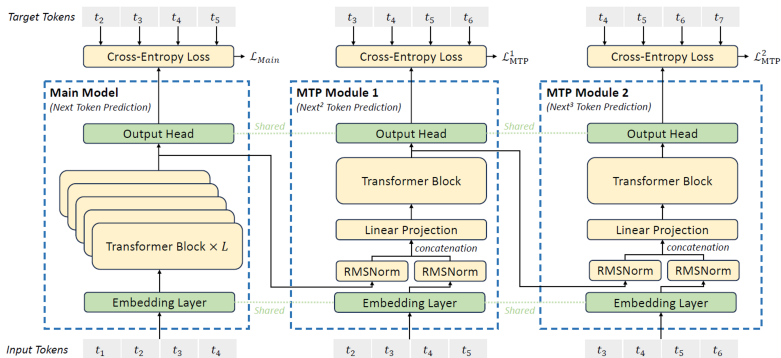 Target Tokens
t₂ t₃ t₄ t₅
t₃ t₄ t₅ t₆
t₄ t₅ t₆ t₇
Cross-Entropy Loss
ℒ_Main
Cross-Entropy Loss
ℒ¹_MTP
Cross-Entropy Loss
ℒ²_MTP
Main Model
(Next Token Prediction)
MTP Module 1
(Next² Token Prediction)
MTP Module 2
(Next³ Token Prediction)
Output Head
Shared
Output Head
Shared
Output Head
Transformer Block × L
Transformer Block
Transformer Block
Linear Projection
Linear Projection
concatenation
concatenation
RMSNorm
RMSNorm
RMSNorm
RMSNorm
Embedding Layer
Shared
Embedding Layer
Shared
Embedding Layer
Input Tokens
t₁ t₂ t₃ t₄
t₂ t₃ t₄ t₅
t₃ t₄ t₅ t₆